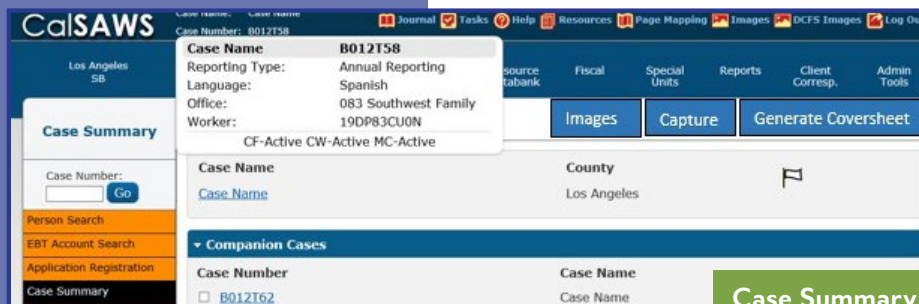 CalSAWS
Case Name: Case Name
Case Number: B012T58
Journal Tasks Help Resources Page Mapping Images DCFS Images Log Ou
Los Angeles
SB
Case Name B012T58
Reporting Type: Annual Reporting
Language: Spanish
Office: 083 Southwest Family
Worker: 19DP83CU0N
CF-Active CW-Active MC-Active
source
tabank
Fiscal
Special
Units
Reports
Client
Corresp.
Admin
Tools
Case Summary
Images Capture Generate Coversheet
Case Number:
Go
Case Name County
Case Name Los Angeles
Person Search
EBT Account Search
Application Registration
Case Summary
Companion Cases
Case Number Case Name
B012T62 Case Name
Case Summary